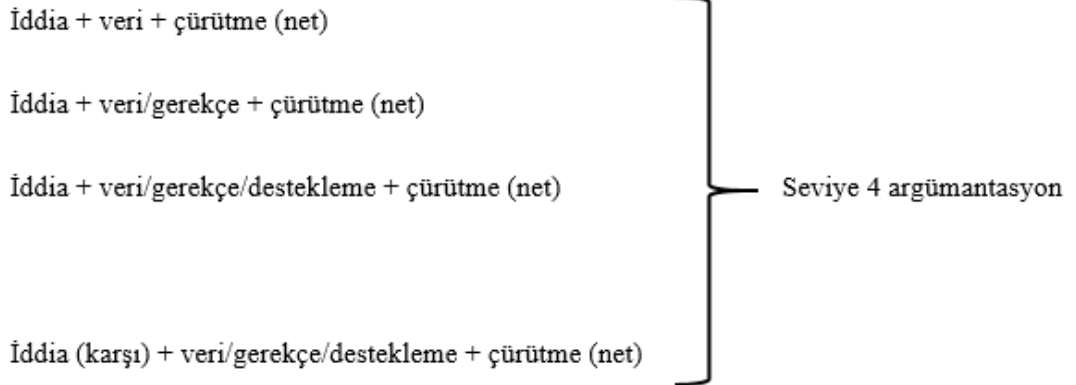 İddia + veri + çürütme (net)
İddia + veri/gerekçe + çürütme (net)
İddia + veri/gerekçe/destekleme + çürütme (net)
Seviye 4 argümantasyon
İddia (karşı) + veri/gerekçe/destekleme + çürütme (net)